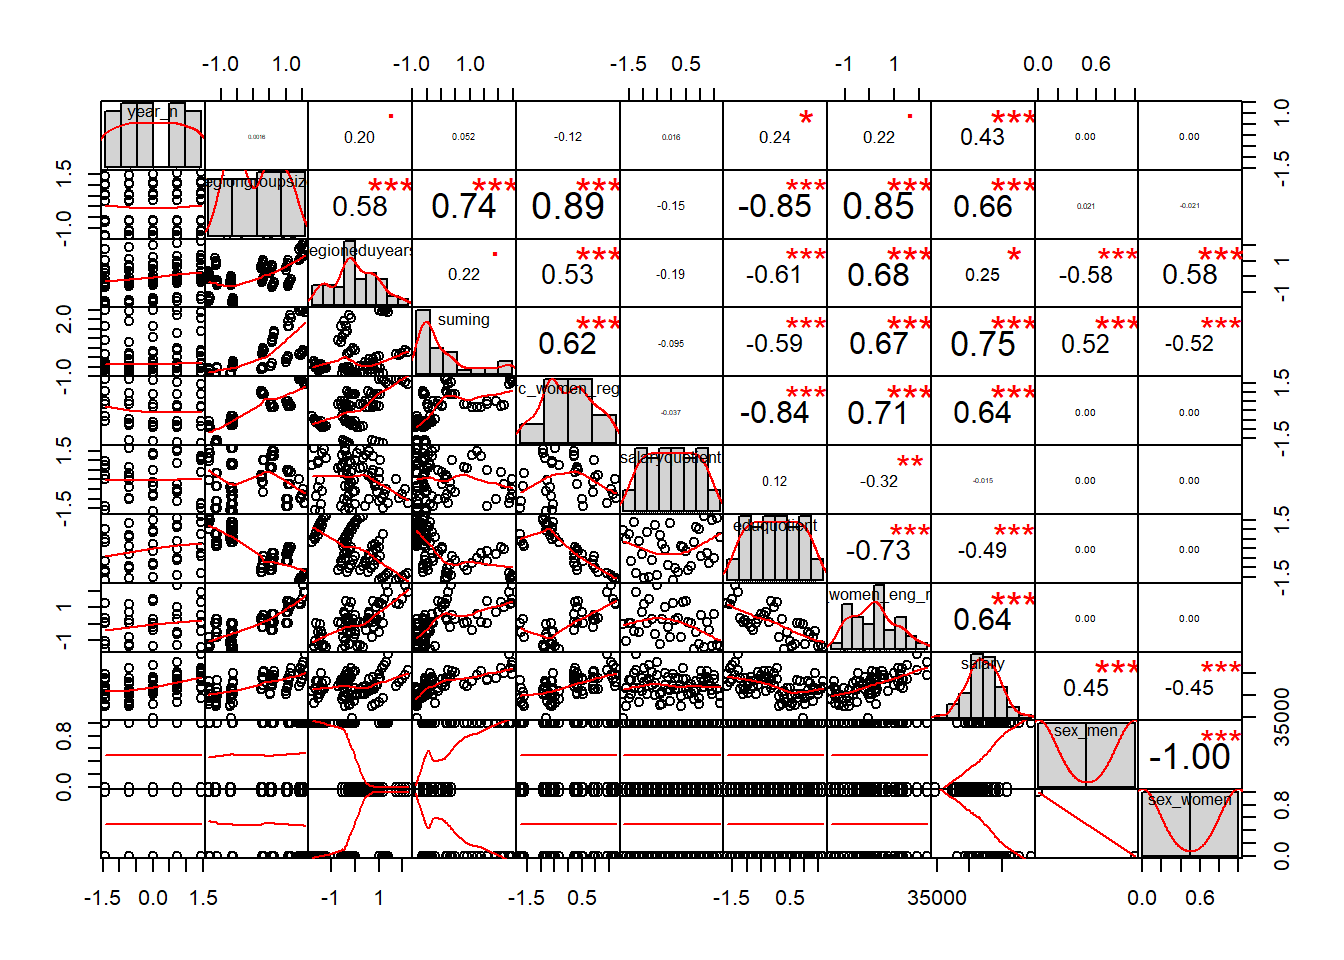 -1.0 1.0 -1.0 1.0 -1.5 0.5 -1 1 0.0 0.6
year_n 0.0016 0.20 . 0.052 -0.12 0.016 0.24 * 0.22 . 0.43 *** 0.00 0.00 -1.5 1.0
1.5 -1.0 egiongroupsiz 0.58 *** 0.74 *** 0.89 *** -0.15 -0.85 *** 0.85 *** 0.66 *** 0.021 -0.021
egioneduyears 0.22 . 0.53 *** -0.19 -0.61 *** 0.68 *** 0.25 * -0.58 *** 0.58 *** 1 -1
2.0 -1.0 suming 0.62 *** -0.095 -0.59 *** 0.67 *** 0.75 *** 0.52 *** -0.52 ***
rc_women_reg -0.037 -0.84 *** 0.71 *** 0.64 *** 0.00 0.00 1.5 -1.5
1.5 -1.5 salaryquotient 0.12 -0.32 ** -0.015 0.00 0.00
eduquotient -0.73 *** -0.49 *** 0.00 0.00 1.5 -1.5
1 -1 _women_eng_r 0.64 *** 0.00 0.00
salary 0.45 *** -0.45 *** 35000
0.8 0.0 sex_men -1.00 ***
sex_women 0.8 0.0
-1.5 0.0 1.5 -1 1 -1.5 0.5 -1.5 0.5 35000 0.0 0.6